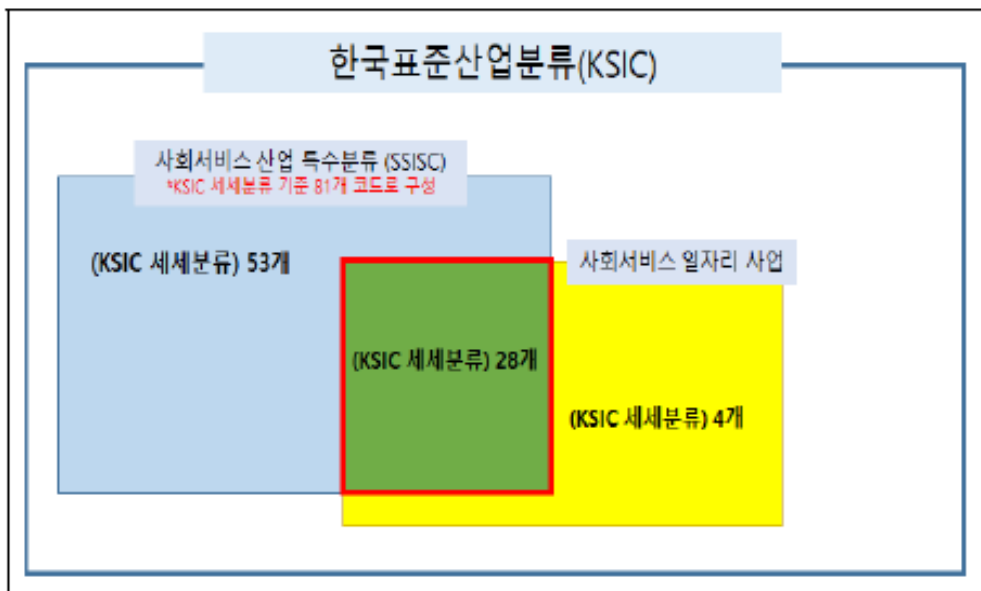 한국표준산업분류(KSIC)
사회서비스 산업 특수분류 (SSISC)
*KSIC 세세분류 기준 81개 코드로 구성
(KSIC 세세분류) 53개
사회서비스 일자리 사업
(KSIC 세세분류) 28개
(KSIC 세세분류) 4개